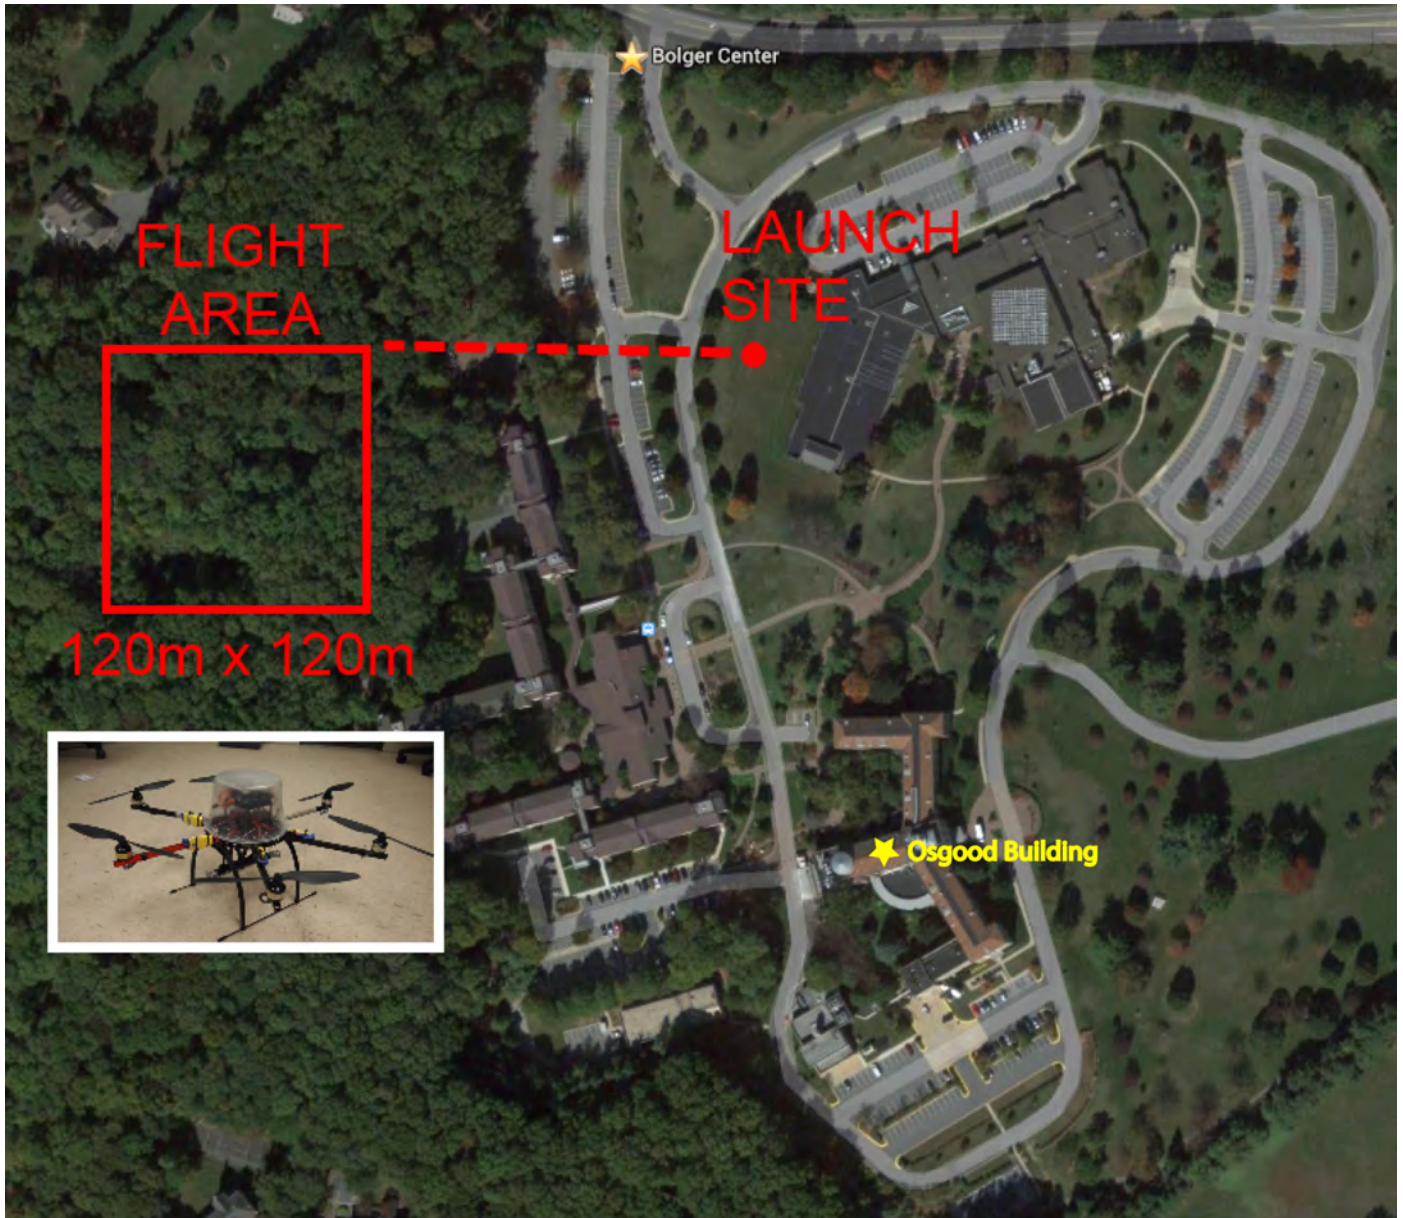 Bolger Center
FLIGHT
AREA
LAUNCH
SITE
120m x 120m
Osgood Building